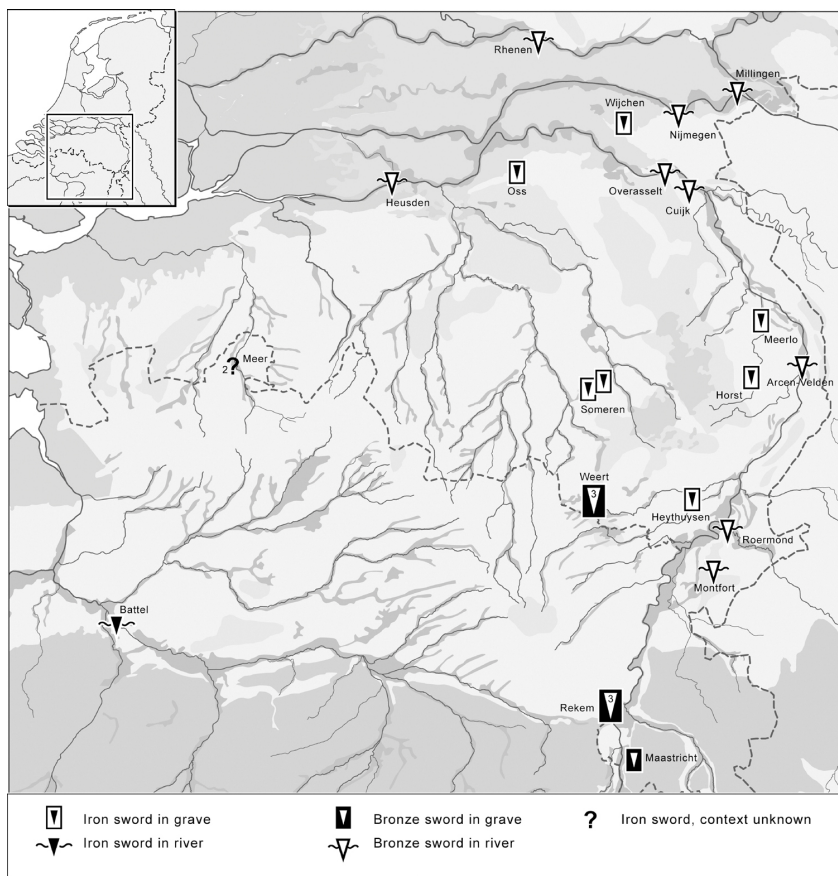 Rhenen
Millingen
Wijchen
Nijmegen
Oss
Overasselt
Heusden
Cuijk
Meerlo
2 ? Meer
Arcen-Velden
Horst
Someren
Weert
3
Heythuysen
Roermond
Montfort
Battel
Rekem
3
Maastricht
Iron sword in grave
Bronze sword in grave
? Iron sword, context unknown
Iron sword in river
Bronze sword in river